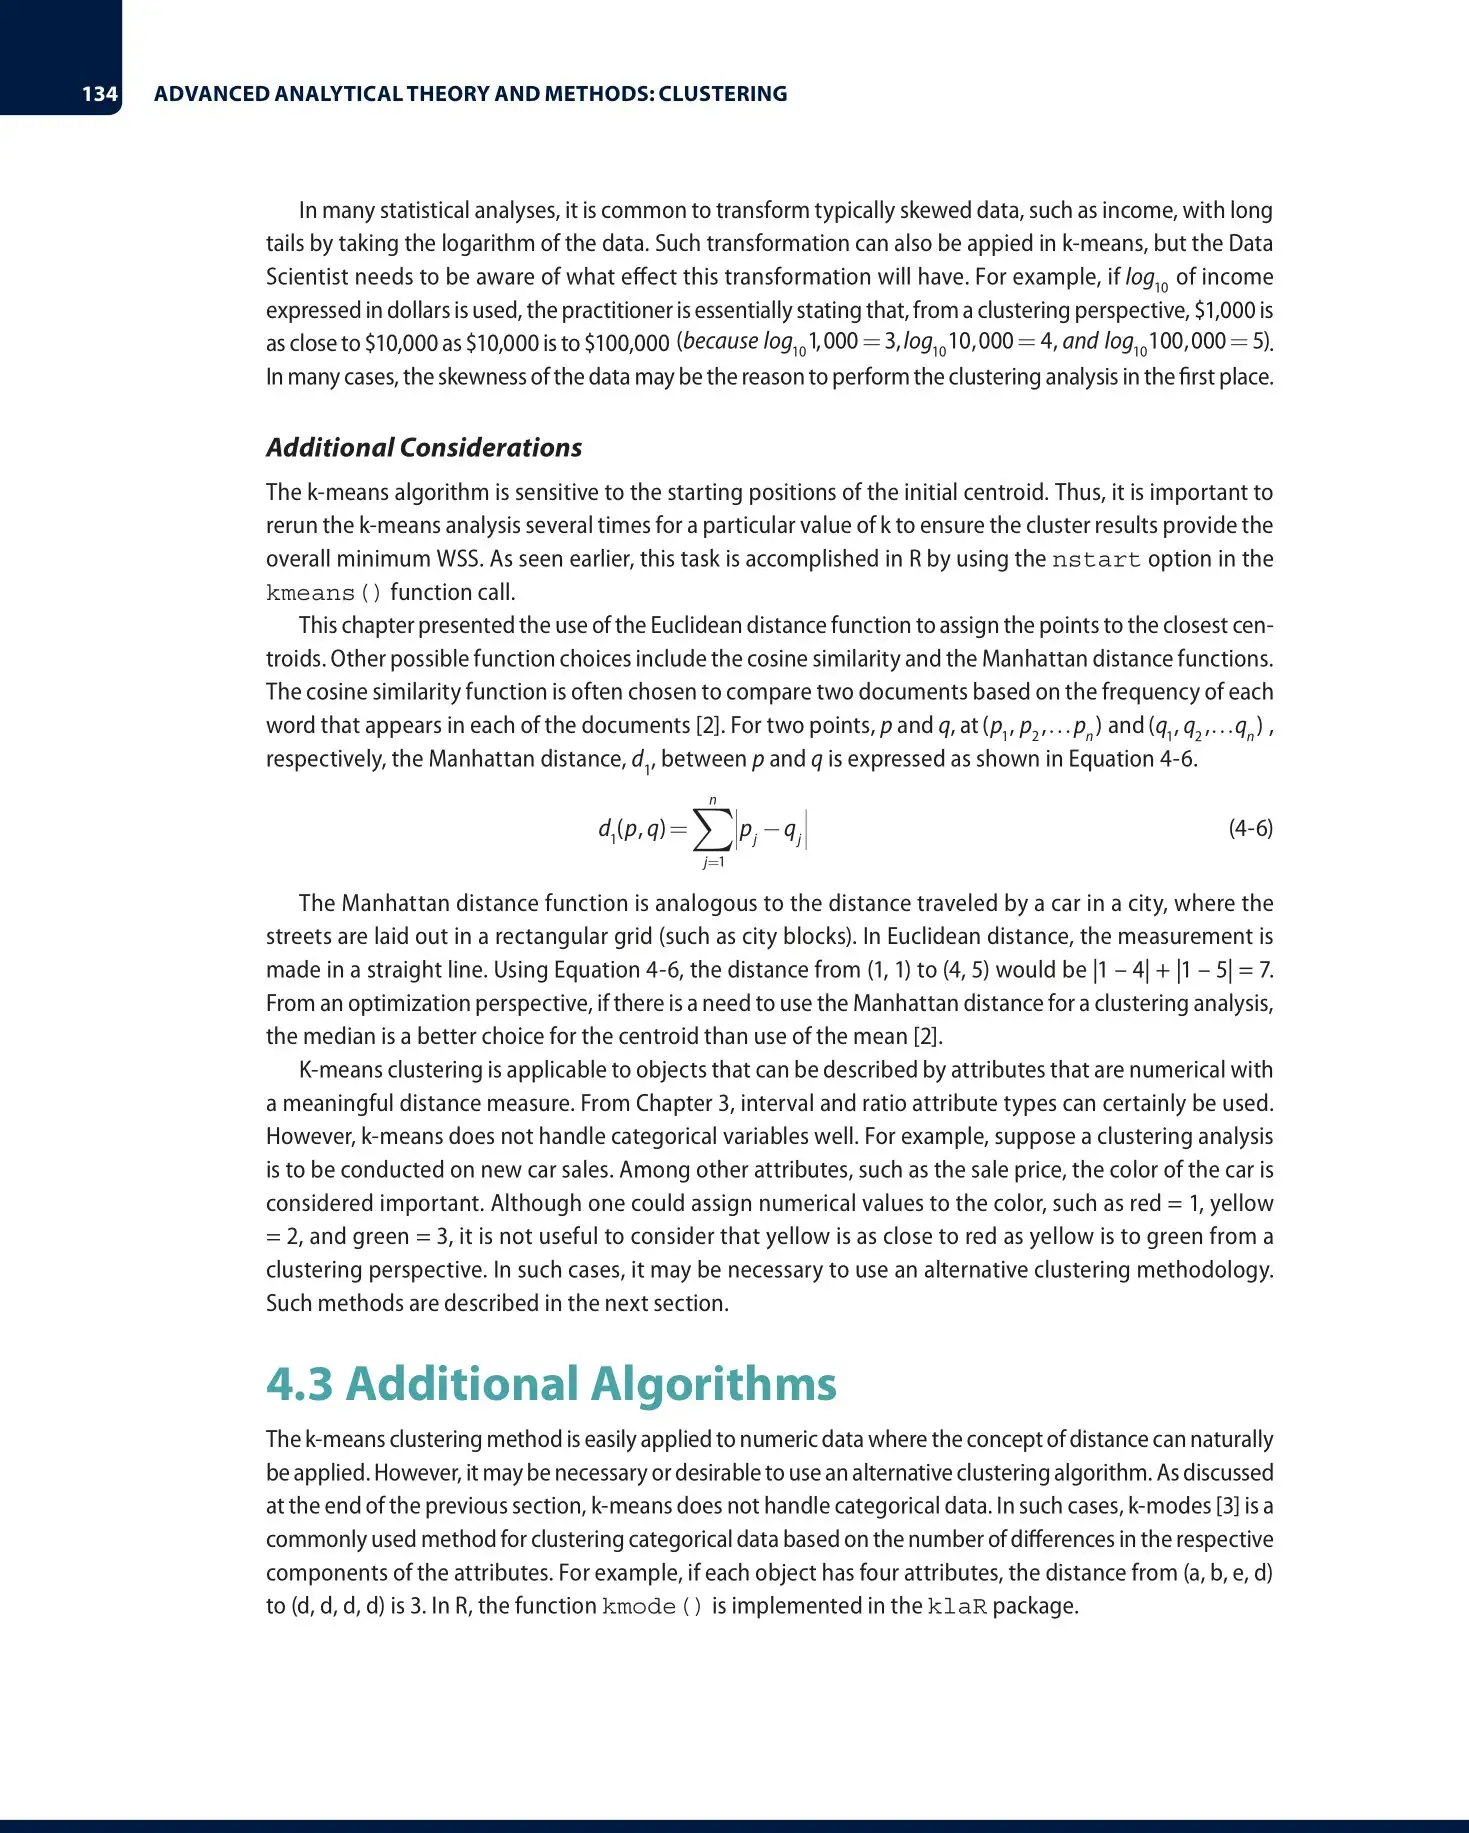 134 ADVANCED ANALYTICAL THEORY AND METHODS: CLUSTERING
In many statistical analyses, it is common to transform typically skewed data, such as income, with long
tails by taking the logarithm of the data. Such transformation can also be appied in k-means, but the Data
Scientist needs to be aware of what effect this transformation will have. For example, if log₁₀ of income
expressed in dollars is used, the practitioner is essentially stating that, from a clustering perspective, $1,000 is
as close to $10,000 as $10,000 is to $100,000 (because log₁₀1,000 = 3, log₁₀10,000 = 4, and log₁₀100,000 = 5).
In many cases, the skewness of the data may be the reason to perform the clustering analysis in the first place.
Additional Considerations
The k-means algorithm is sensitive to the starting positions of the initial centroid. Thus, it is important to
rerun the k-means analysis several times for a particular value of k to ensure the cluster results provide the
overall minimum WSS. As seen earlier, this task is accomplished in R by using the nstart option in the
kmeans() function call.
This chapter presented the use of the Euclidean distance function to assign the points to the closest cen-
troids. Other possible function choices include the cosine similarity and the Manhattan distance functions.
The cosine similarity function is often chosen to compare two documents based on the frequency of each
word that appears in each of the documents [2]. For two points, p and q, at (p₁, p₂,…pₙ) and (q₁, q₂,…qₙ) ,
respectively, the Manhattan distance, d₁, between p and q is expressed as shown in Equation 4-6.
d₁(p,q) = ∑ⁿⱼ₌₁ |pⱼ − qⱼ| (4-6)
The Manhattan distance function is analogous to the distance traveled by a car in a city, where the
streets are laid out in a rectangular grid (such as city blocks). In Euclidean distance, the measurement is
made in a straight line. Using Equation 4-6, the distance from (1, 1) to (4, 5) would be |1 – 4| + |1 – 5| = 7.
From an optimization perspective, if there is a need to use the Manhattan distance for a clustering analysis,
the median is a better choice for the centroid than use of the mean [2].
K-means clustering is applicable to objects that can be described by attributes that are numerical with
a meaningful distance measure. From Chapter 3, interval and ratio attribute types can certainly be used.
However, k-means does not handle categorical variables well. For example, suppose a clustering analysis
is to be conducted on new car sales. Among other attributes, such as the sale price, the color of the car is
considered important. Although one could assign numerical values to the color, such as red = 1, yellow
= 2, and green = 3, it is not useful to consider that yellow is as close to red as yellow is to green from a
clustering perspective. In such cases, it may be necessary to use an alternative clustering methodology.
Such methods are described in the next section.
4.3 Additional Algorithms
The k-means clustering method is easily applied to numeric data where the concept of distance can naturally
be applied. However, it may be necessary or desirable to use an alternative clustering algorithm. As discussed
at the end of the previous section, k-means does not handle categorical data. In such cases, k-modes [3] is a
commonly used method for clustering categorical data based on the number of differences in the respective
components of the attributes. For example, if each object has four attributes, the distance from (a, b, e, d)
to (d, d, d, d) is 3. In R, the function kmode() is implemented in the klaR package.